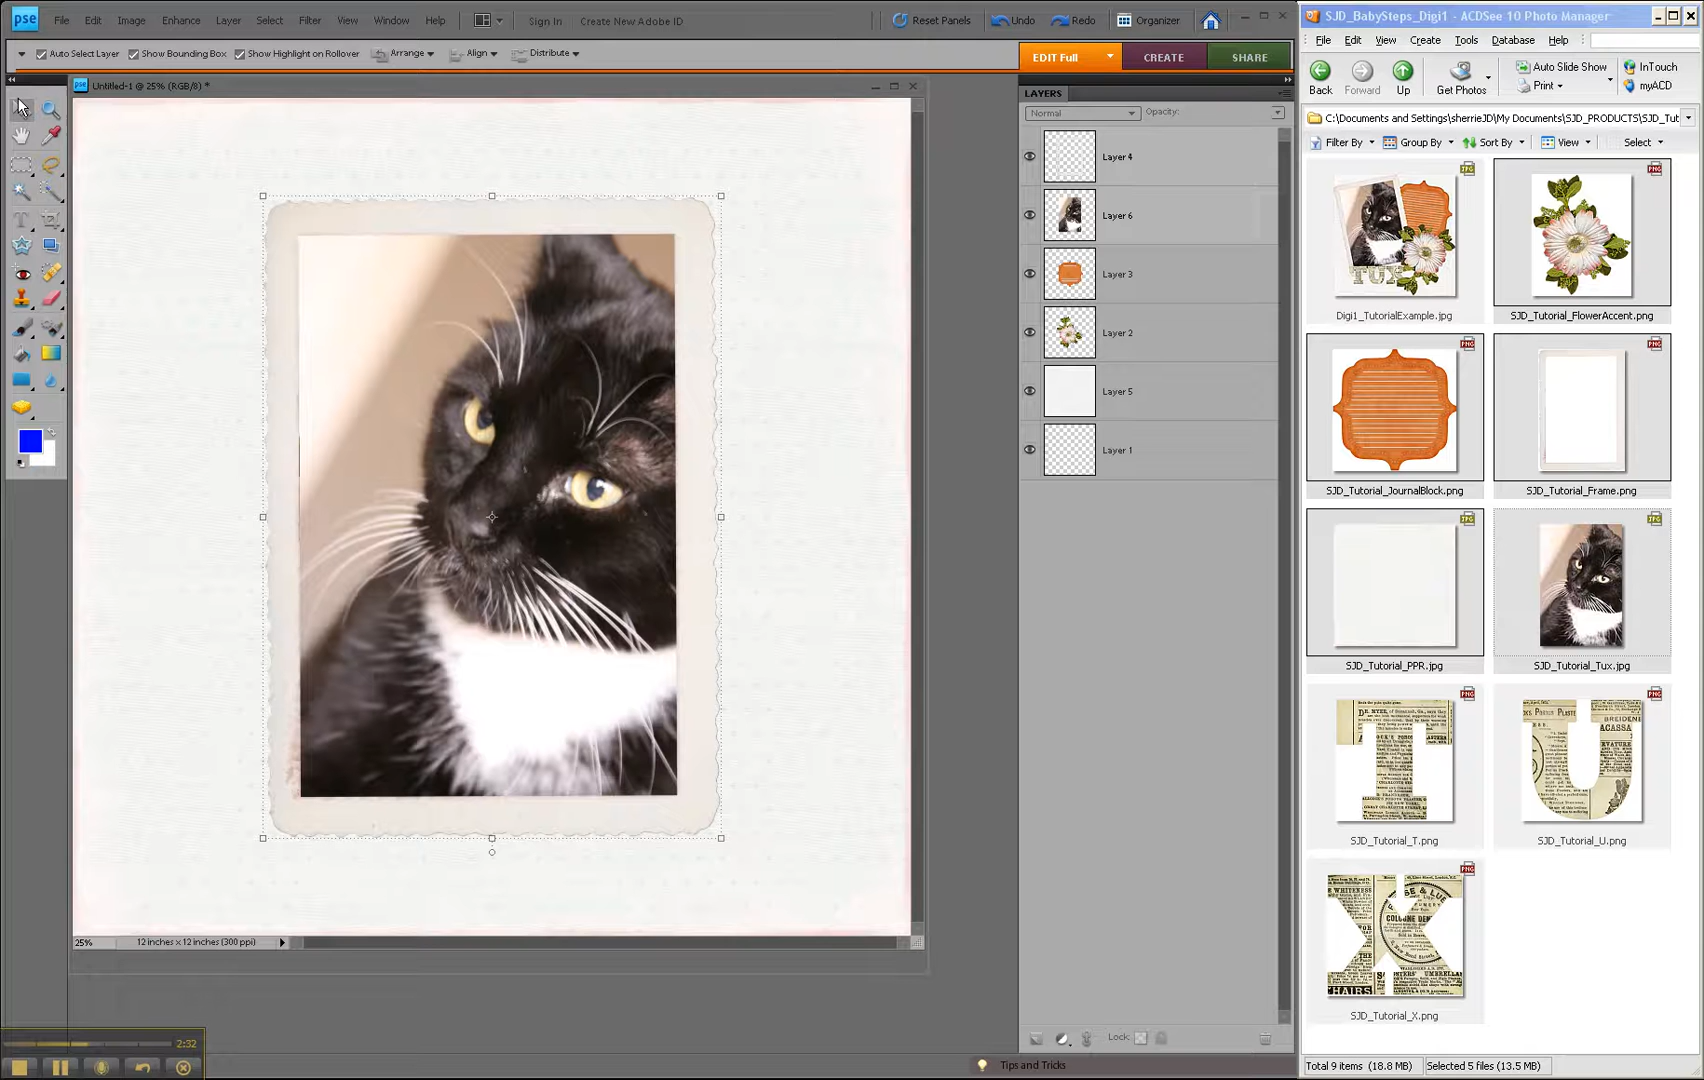 pse File Edit Image Enhance Layer Select Filter View Window Help Sign In Create New Adobe ID Reset Panels Undo Redo Organizer
Auto Select Layer Show Bounding Box Show Highlight on Rollover Arrange Align Distribute EDIT Full CREATE SHARE
Untitled-1 @ 25% (RGB/8) *
LAYERS
Normal Opacity:
Layer 4
Layer 6
Layer 3
Layer 2
Layer 5
Layer 1
25% 12 inches x 12 inches (300 ppi)
Lock:
2:32
Tips and Tricks
SJD_BabySteps_Digi1 - ACDSee 10 Photo Manager
File Edit View Create Tools Database Help
Back Forward Up Get Photos Auto Slide Show Print InTouch myACD
C:\Documents and Settings\sherrieJD\My Documents\SJD_PRODUCTS\SJD_Tut
Filter By Group By Sort By View Select
Digi1_TutorialExample.jpg SJD_Tutorial_FlowerAccent.png
SJD_Tutorial_JournalBlock.png SJD_Tutorial_Frame.png
SJD_Tutorial_PPR.jpg SJD_Tutorial_Tux.jpg
SJD_Tutorial_T.png SJD_Tutorial_U.png
SJD_Tutorial_X.png
Total 9 items (18.8 MB) Selected 5 files (13.5 MB)